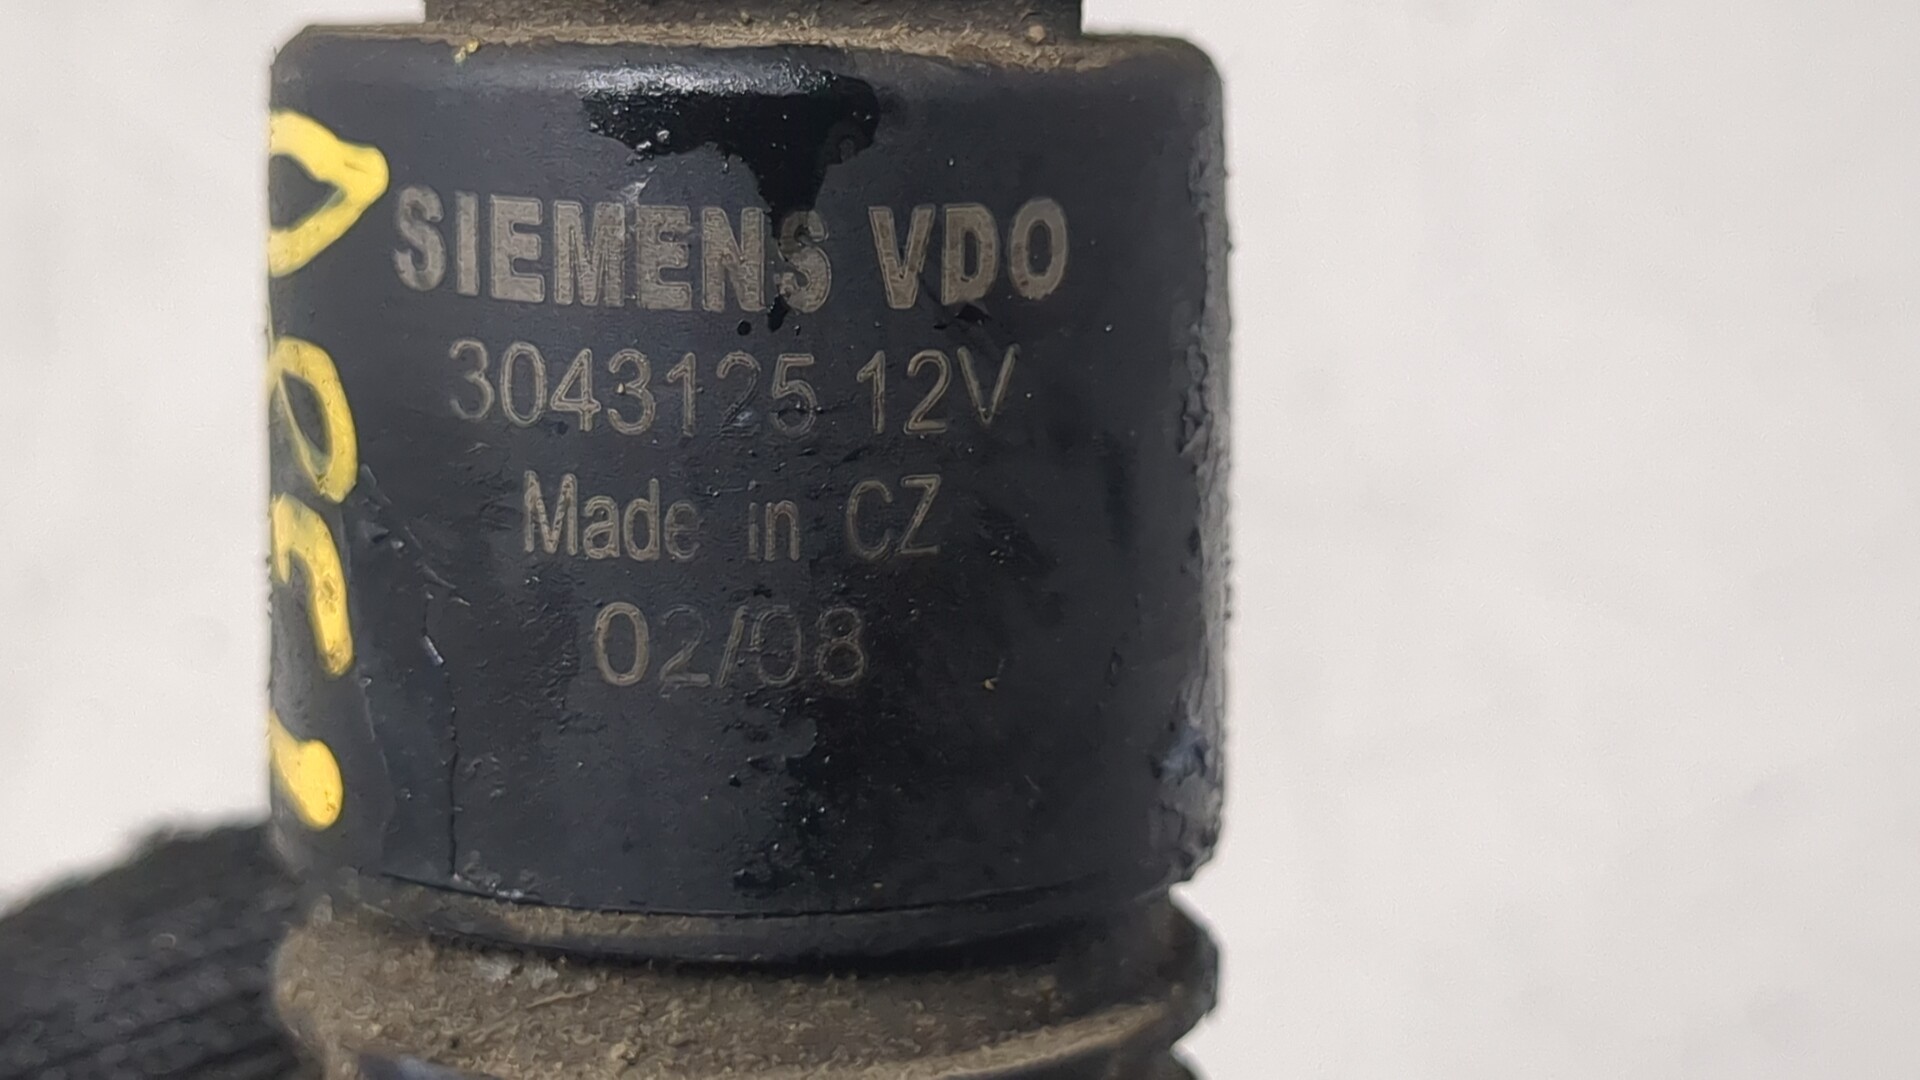 SIEMENS VDO
3043125 12V
Made in CZ
02/08